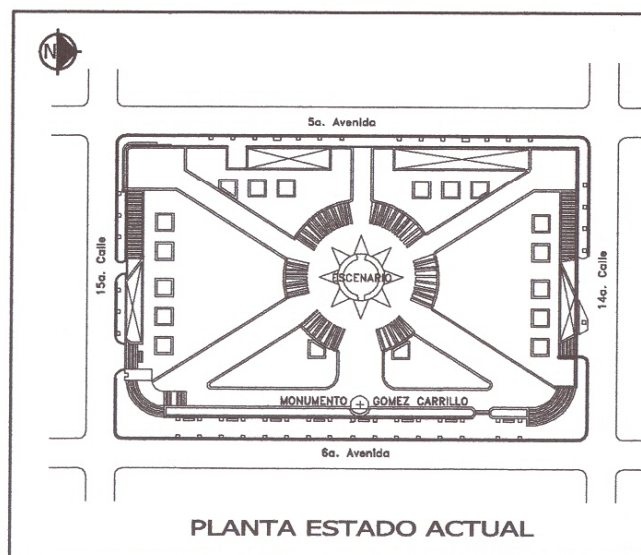 N
5a. Avenida
15a. Calle
ESCENARIO
14a. Calle
MONUMENTO GOMEZ CARRILLO
6a. Avenida
PLANTA ESTADO ACTUAL